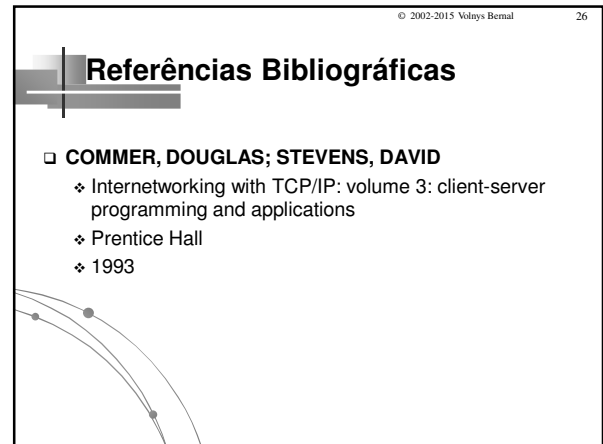 © 2002-2015 Volnys Bernal 26
Referências Bibliográficas
COMMER, DOUGLAS; STEVENS, DAVID
Internetworking with TCP/IP: volume 3: client-server
programming and applications
Prentice Hall
1993